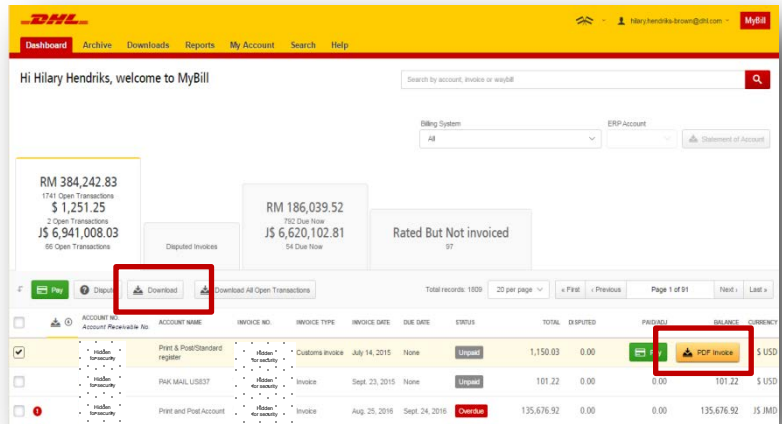 DHL
hilary.hendriks-brown@dhl.com
MyBill
Dashboard Archive Downloads Reports My Account Search Help
Hi Hilary Hendriks, welcome to MyBill
Search by account, invoice or waybill
Billing System
ERP Account
All
Statement of Account
RM 384,242.83
1741 Open Transactions
$ 1,251.25
2 Open Transactions
J$ 6,941,008.03
66 Open Transactions
Disputed Invoices
RM 186,039.52
792 Due Now
J$ 6,620,102.81
54 Due Now
Rated But Not invoiced
97
Pay Dispute Download Download All Open Transactions Total records: 1809 20 per page « First ‹ Previous Page 1 of 91 Next › Last »
ACCOUNT NO. ACCOUNT NAME INVOICE NO. INVOICE TYPE INVOICE DATE DUE DATE STATUS TOTAL DISPUTED PAID/ADJ BALANCE CURRENCY
Account Receivable No.
Hidden for security Print & Post/Standard register Hidden for security Customs Invoice July 14, 2015 None Unpaid 1,150.03 0.00 Pay PDF Invoice $ USD
Hidden for security PAK MAIL US837 Hidden for security Invoice Sept. 23, 2015 None Unpaid 101.22 0.00 0.00 101.22 $ USD
1 Hidden for security Print and Post Account Hidden for security Invoice Aug. 25, 2016 Sept. 24, 2016 Overdue 135,676.92 0.00 0.00 135,676.92 J$ JMD